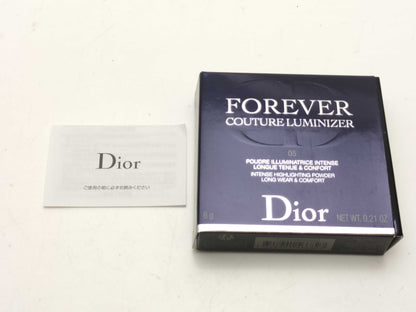 Dior
ご使用の前に必ずお読みください
FOREVER
COUTURE LUMINIZER
05
POUDRE ILLUMINATRICE INTENSE
LONGUE TENUE & CONFORT
INTENSE HIGHLIGHTING POWDER
LONG WEAR & COMFORT
6 g
Dior
NET WT. 0.21 OZ